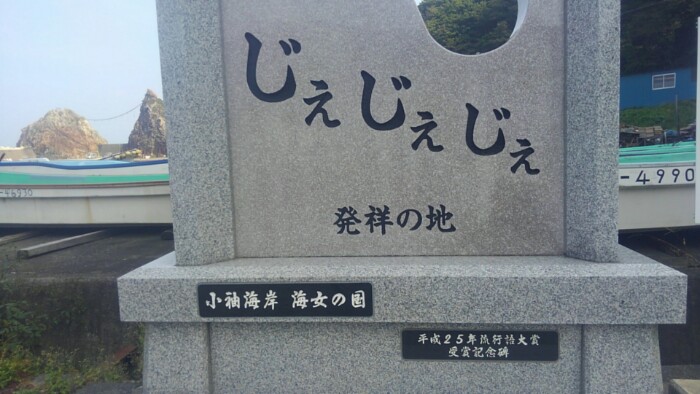 じぇじぇじぇ
発祥の地
小袖海岸 海女の国
平成25年流行語大賞
受賞記念碑
-4990